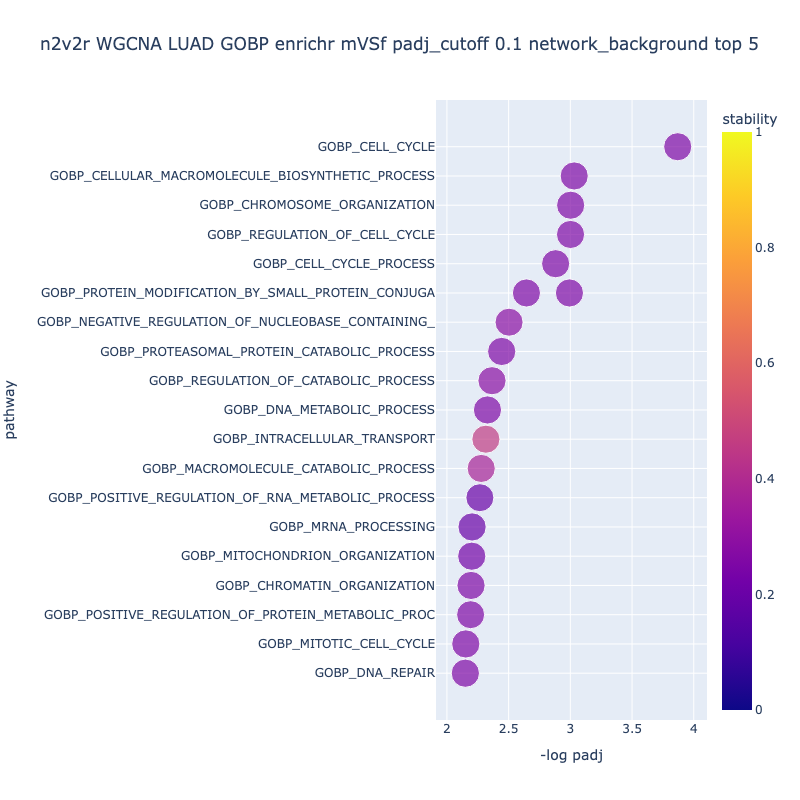 n2v2r WGCNA LUAD GOBP enrichr mVSf padj_cutoff 0.1 network_background top 5
stability
GOBP_CELL_CYCLE
GOBP_CELLULAR_MACROMOLECULE_BIOSYNTHETIC_PROCESS
GOBP_CHROMOSOME_ORGANIZATION
GOBP_REGULATION_OF_CELL_CYCLE
GOBP_CELL_CYCLE_PROCESS
GOBP_PROTEIN_MODIFICATION_BY_SMALL_PROTEIN_CONJUGA
GOBP_NEGATIVE_REGULATION_OF_NUCLEOBASE_CONTAINING_
GOBP_PROTEASOMAL_PROTEIN_CATABOLIC_PROCESS
GOBP_REGULATION_OF_CATABOLIC_PROCESS
GOBP_DNA_METABOLIC_PROCESS
GOBP_INTRACELLULAR_TRANSPORT
GOBP_MACROMOLECULE_CATABOLIC_PROCESS
GOBP_POSITIVE_REGULATION_OF_RNA_METABOLIC_PROCESS
GOBP_MRNA_PROCESSING
GOBP_MITOCHONDRION_ORGANIZATION
GOBP_CHROMATIN_ORGANIZATION
GOBP_POSITIVE_REGULATION_OF_PROTEIN_METABOLIC_PROC
GOBP_MITOTIC_CELL_CYCLE
GOBP_DNA_REPAIR
pathway
2 2.5 3 3.5 4
-log padj
1
0.8
0.6
0.4
0.2
0